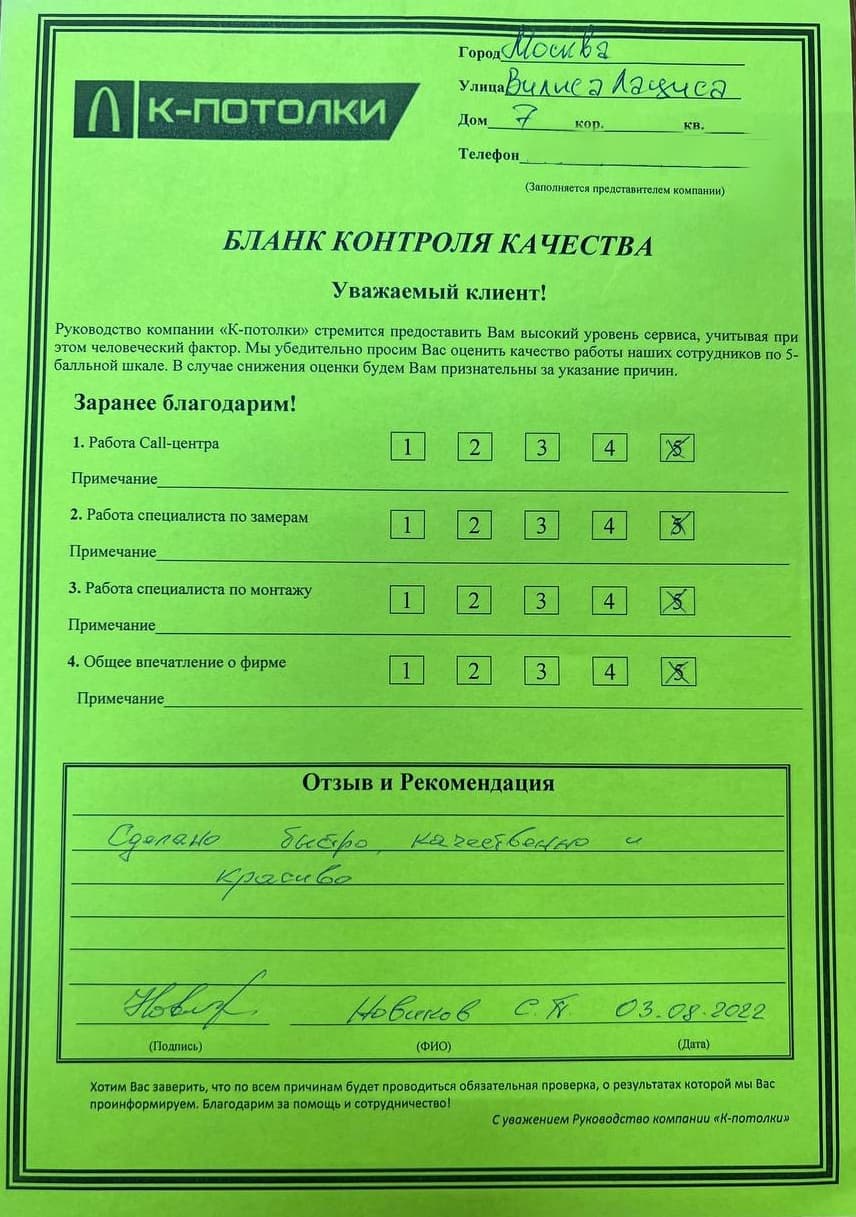 К-ПОТОЛКИ
Город Москва
Улица Вилиса Лациса
Дом 7 кор. кв.
Телефон
(Заполняется представителем компании)
БЛАНК КОНТРОЛЯ КАЧЕСТВА
Уважаемый клиент!
Руководство компании «К-потолки» стремится предоставить Вам высокий уровень сервиса, учитывая при
этом человеческий фактор. Мы убедительно просим Вас оценить качество работы наших сотрудников по 5-
балльной шкале. В случае снижения оценки будем Вам признательны за указание причин.
Заранее благодарим!
1. Работа Call-центра 1 2 3 4 5
Примечание
2. Работа специалиста по замерам 1 2 3 4 5
Примечание
3. Работа специалиста по монтажу 1 2 3 4 5
Примечание
4. Общее впечатление о фирме 1 2 3 4 5
Примечание
Отзыв и Рекомендация
Сделано быстро, качественно и
красиво
Новиков С.П. 03.08.2022
(Подпись) (ФИО) (Дата)
Хотим Вас заверить, что по всем причинам будет проводиться обязательная проверка, о результатах которой мы Вас
проинформируем. Благодарим за помощь и сотрудничество!
С уважением Руководство компании «К-потолки»